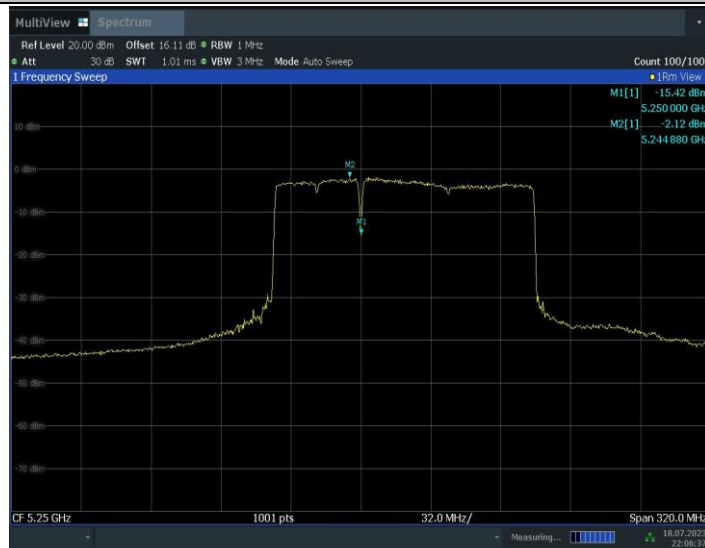 MultiView Spectrum
Ref Level 20.00 dBm Offset 16.11 dB RBW 1 MHz
Att 30 dB SWT 1.01 ms VBW 3 MHz Mode Auto Sweep Count 100/100
1 Frequency Sweep 1Rm View
M1[1] -15.42 dBm
5.250 000 GHz
10 dBm
M2[1] -2.12 dBm
5.244 880 GHz
M2
0 dBm
-10 dBm
M1
-20 dBm
-30 dBm
-40 dBm
-50 dBm
-60 dBm
-70 dBm
CF 5.25 GHz 1001 pts 32.0 MHz/ Span 320.0 MHz
Measuring... 18.07.2023
22:06:37